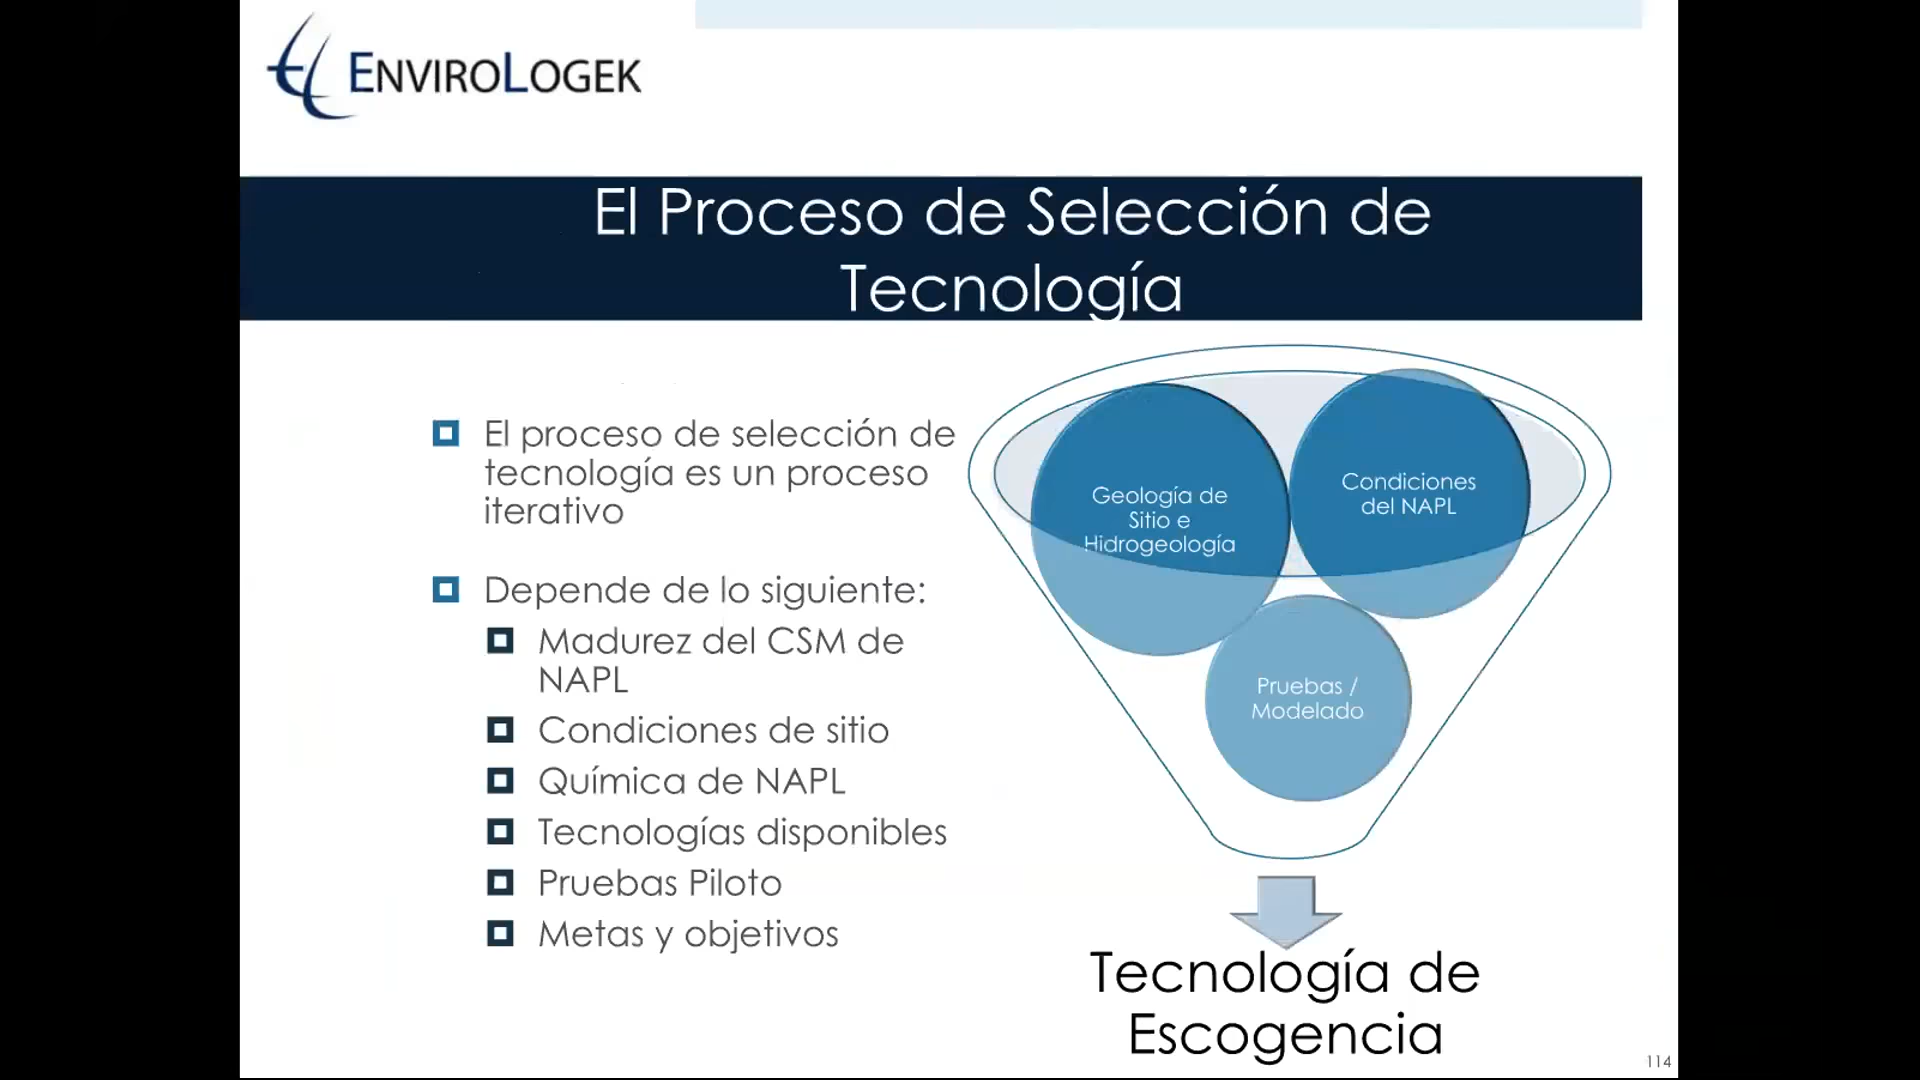 ENVIROLOGEK
El Proceso de Selección de
Tecnología
El proceso de selección de
tecnología es un proceso
iterativo
Depende de lo siguiente:
Madurez del CSM de
NAPL
Condiciones de sitio
Química de NAPL
Tecnologías disponibles
Pruebas Piloto
Metas y objetivos
Geología de
Sitio e
Hidrogeología
Condiciones
del NAPL
Pruebas /
Modelado
Tecnología de
Escogencia
114